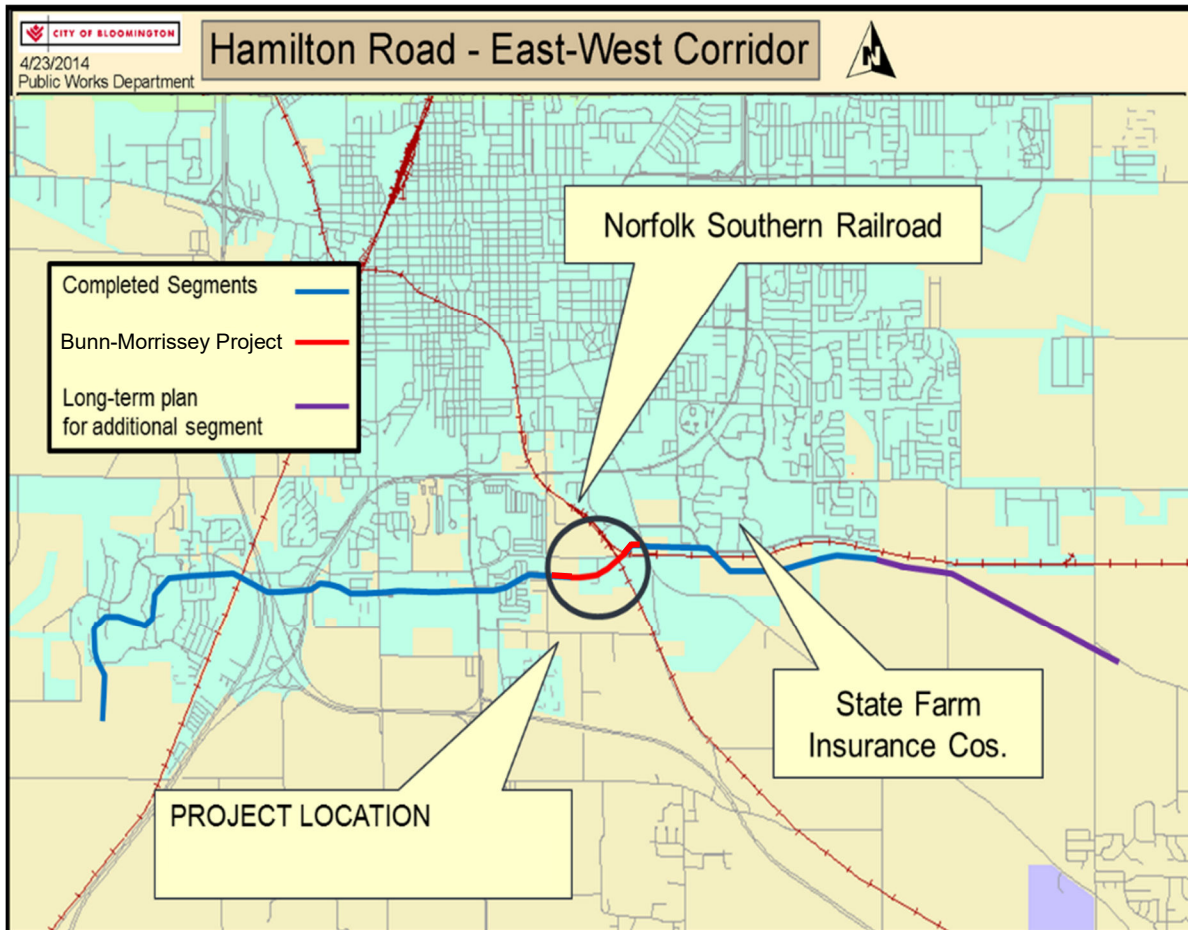 CITY OF BLOOMINGTON
4/23/2014
Public Works Department
Hamilton Road - East-West Corridor
N
Norfolk Southern Railroad
Completed Segments
Bunn-Morrissey Project
Long-term plan
for additional segment
State Farm
Insurance Cos.
PROJECT LOCATION